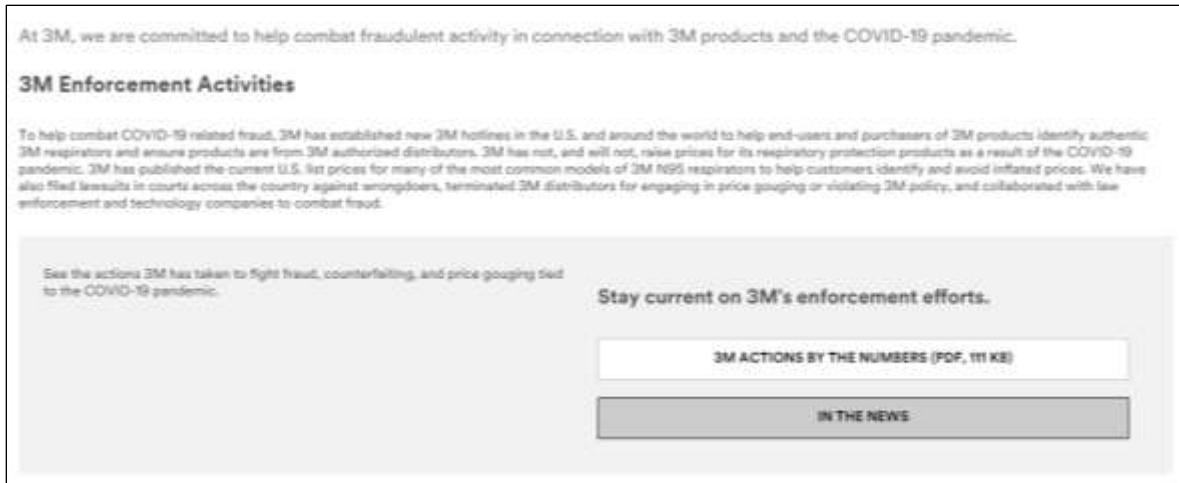 At 3M, we are committed to help combat fraudulent activity in connection with 3M products and the COVID-19 pandemic.
3M Enforcement Activities
To help combat COVID-19 related fraud, 3M has established new 3M hotlines in the U.S. and around the world to help end-users and purchasers of 3M products identify authentic
3M respirators and ensure products are from 3M authorized distributors. 3M has not, and will not, raise prices for its respiratory protection products as a result of the COVID-19
pandemic. 3M has published the current U.S. list prices for many of the most common models of 3M N95 respirators to help customers identify and avoid inflated prices. We have
also filed lawsuits in courts across the country against wrongdoers, terminated 3M distributors for engaging in price gouging or violating 3M policy, and collaborated with law
enforcement and technology companies to combat fraud.
See the actions 3M has taken to fight fraud, counterfeiting, and price gouging tied
to the COVID-19 pandemic.
Stay current on 3M's enforcement efforts.
3M ACTIONS BY THE NUMBERS (PDF, 111 KB)
IN THE NEWS